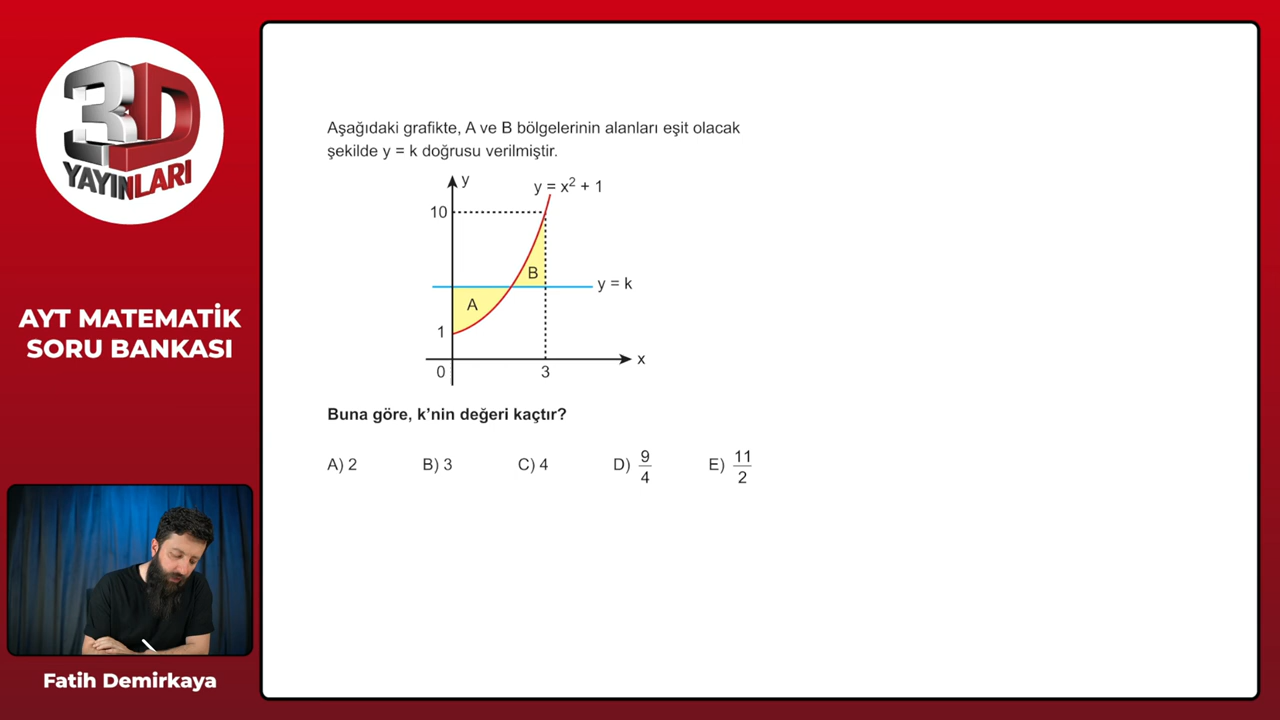 3D
YAYINLARI
AYT MATEMATİK
SORU BANKASI
Fatih Demirkaya
Aşağıdaki grafikte, A ve B bölgelerinin alanları eşit olacak
şekilde y = k doğrusu verilmiştir.
y
y = x² + 1
10
B
y = k
A
1
x
0
3
Buna göre, k’nin değeri kaçtır?
A) 2 B) 3 C) 4 D) 9/4 E) 11/2